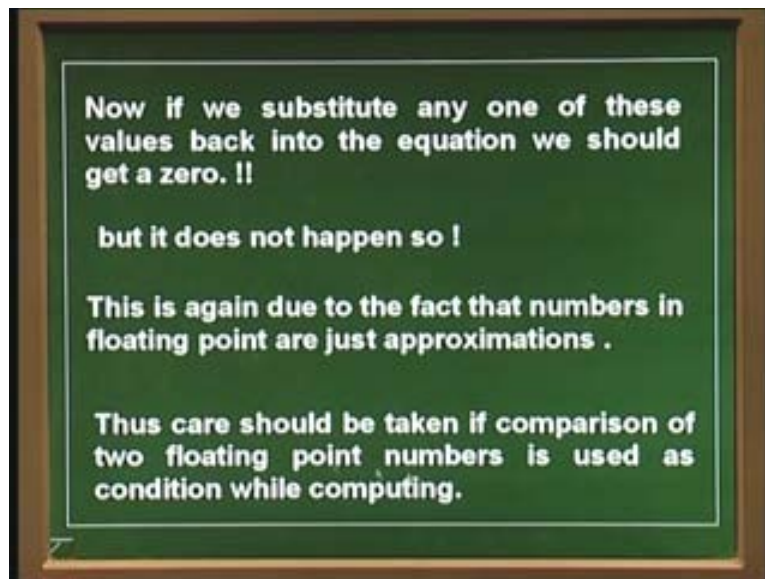 Now if we substitute any one of these
values back into the equation we should
get a zero. !!
but it does not happen so !
This is again due to the fact that numbers in
floating point are just approximations .
Thus care should be taken if comparison of
two floating point numbers is used as
condition while computing.